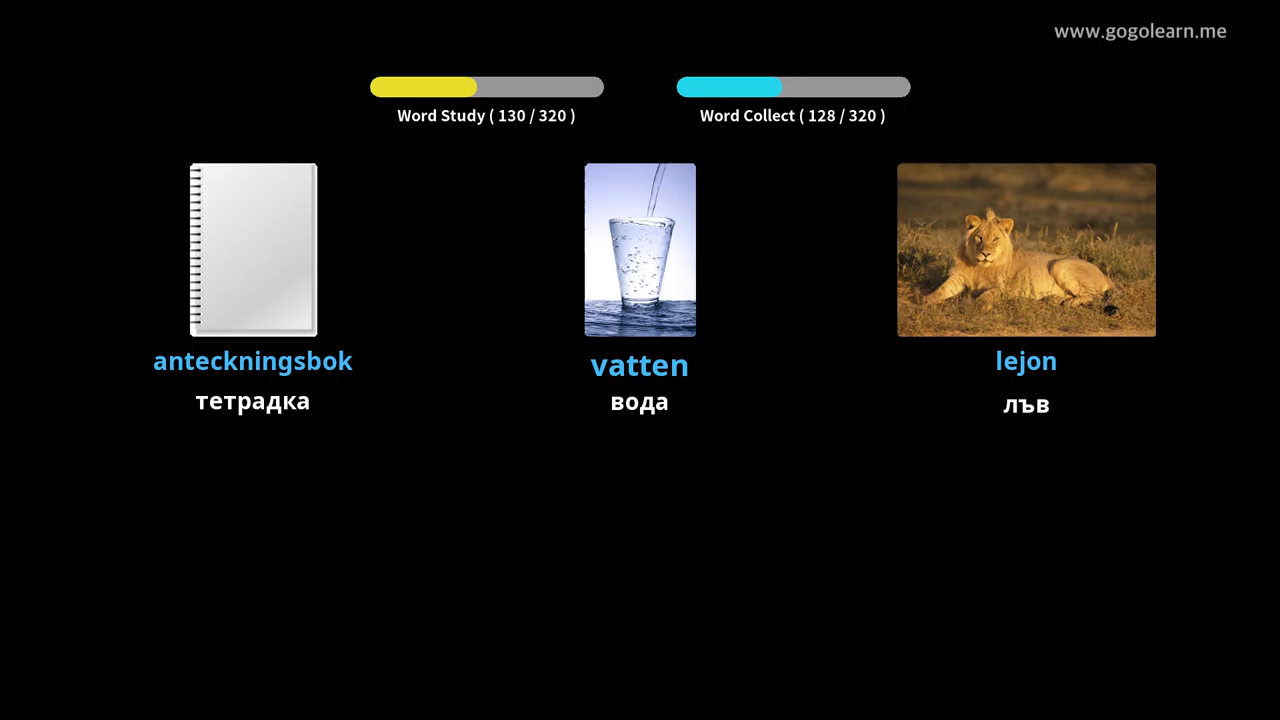 www.gogolearn.me
Word Study ( 130 / 320 )
Word Collect ( 128 / 320 )
anteckningsbok
vatten
lejon
тетрадка
вода
лъв